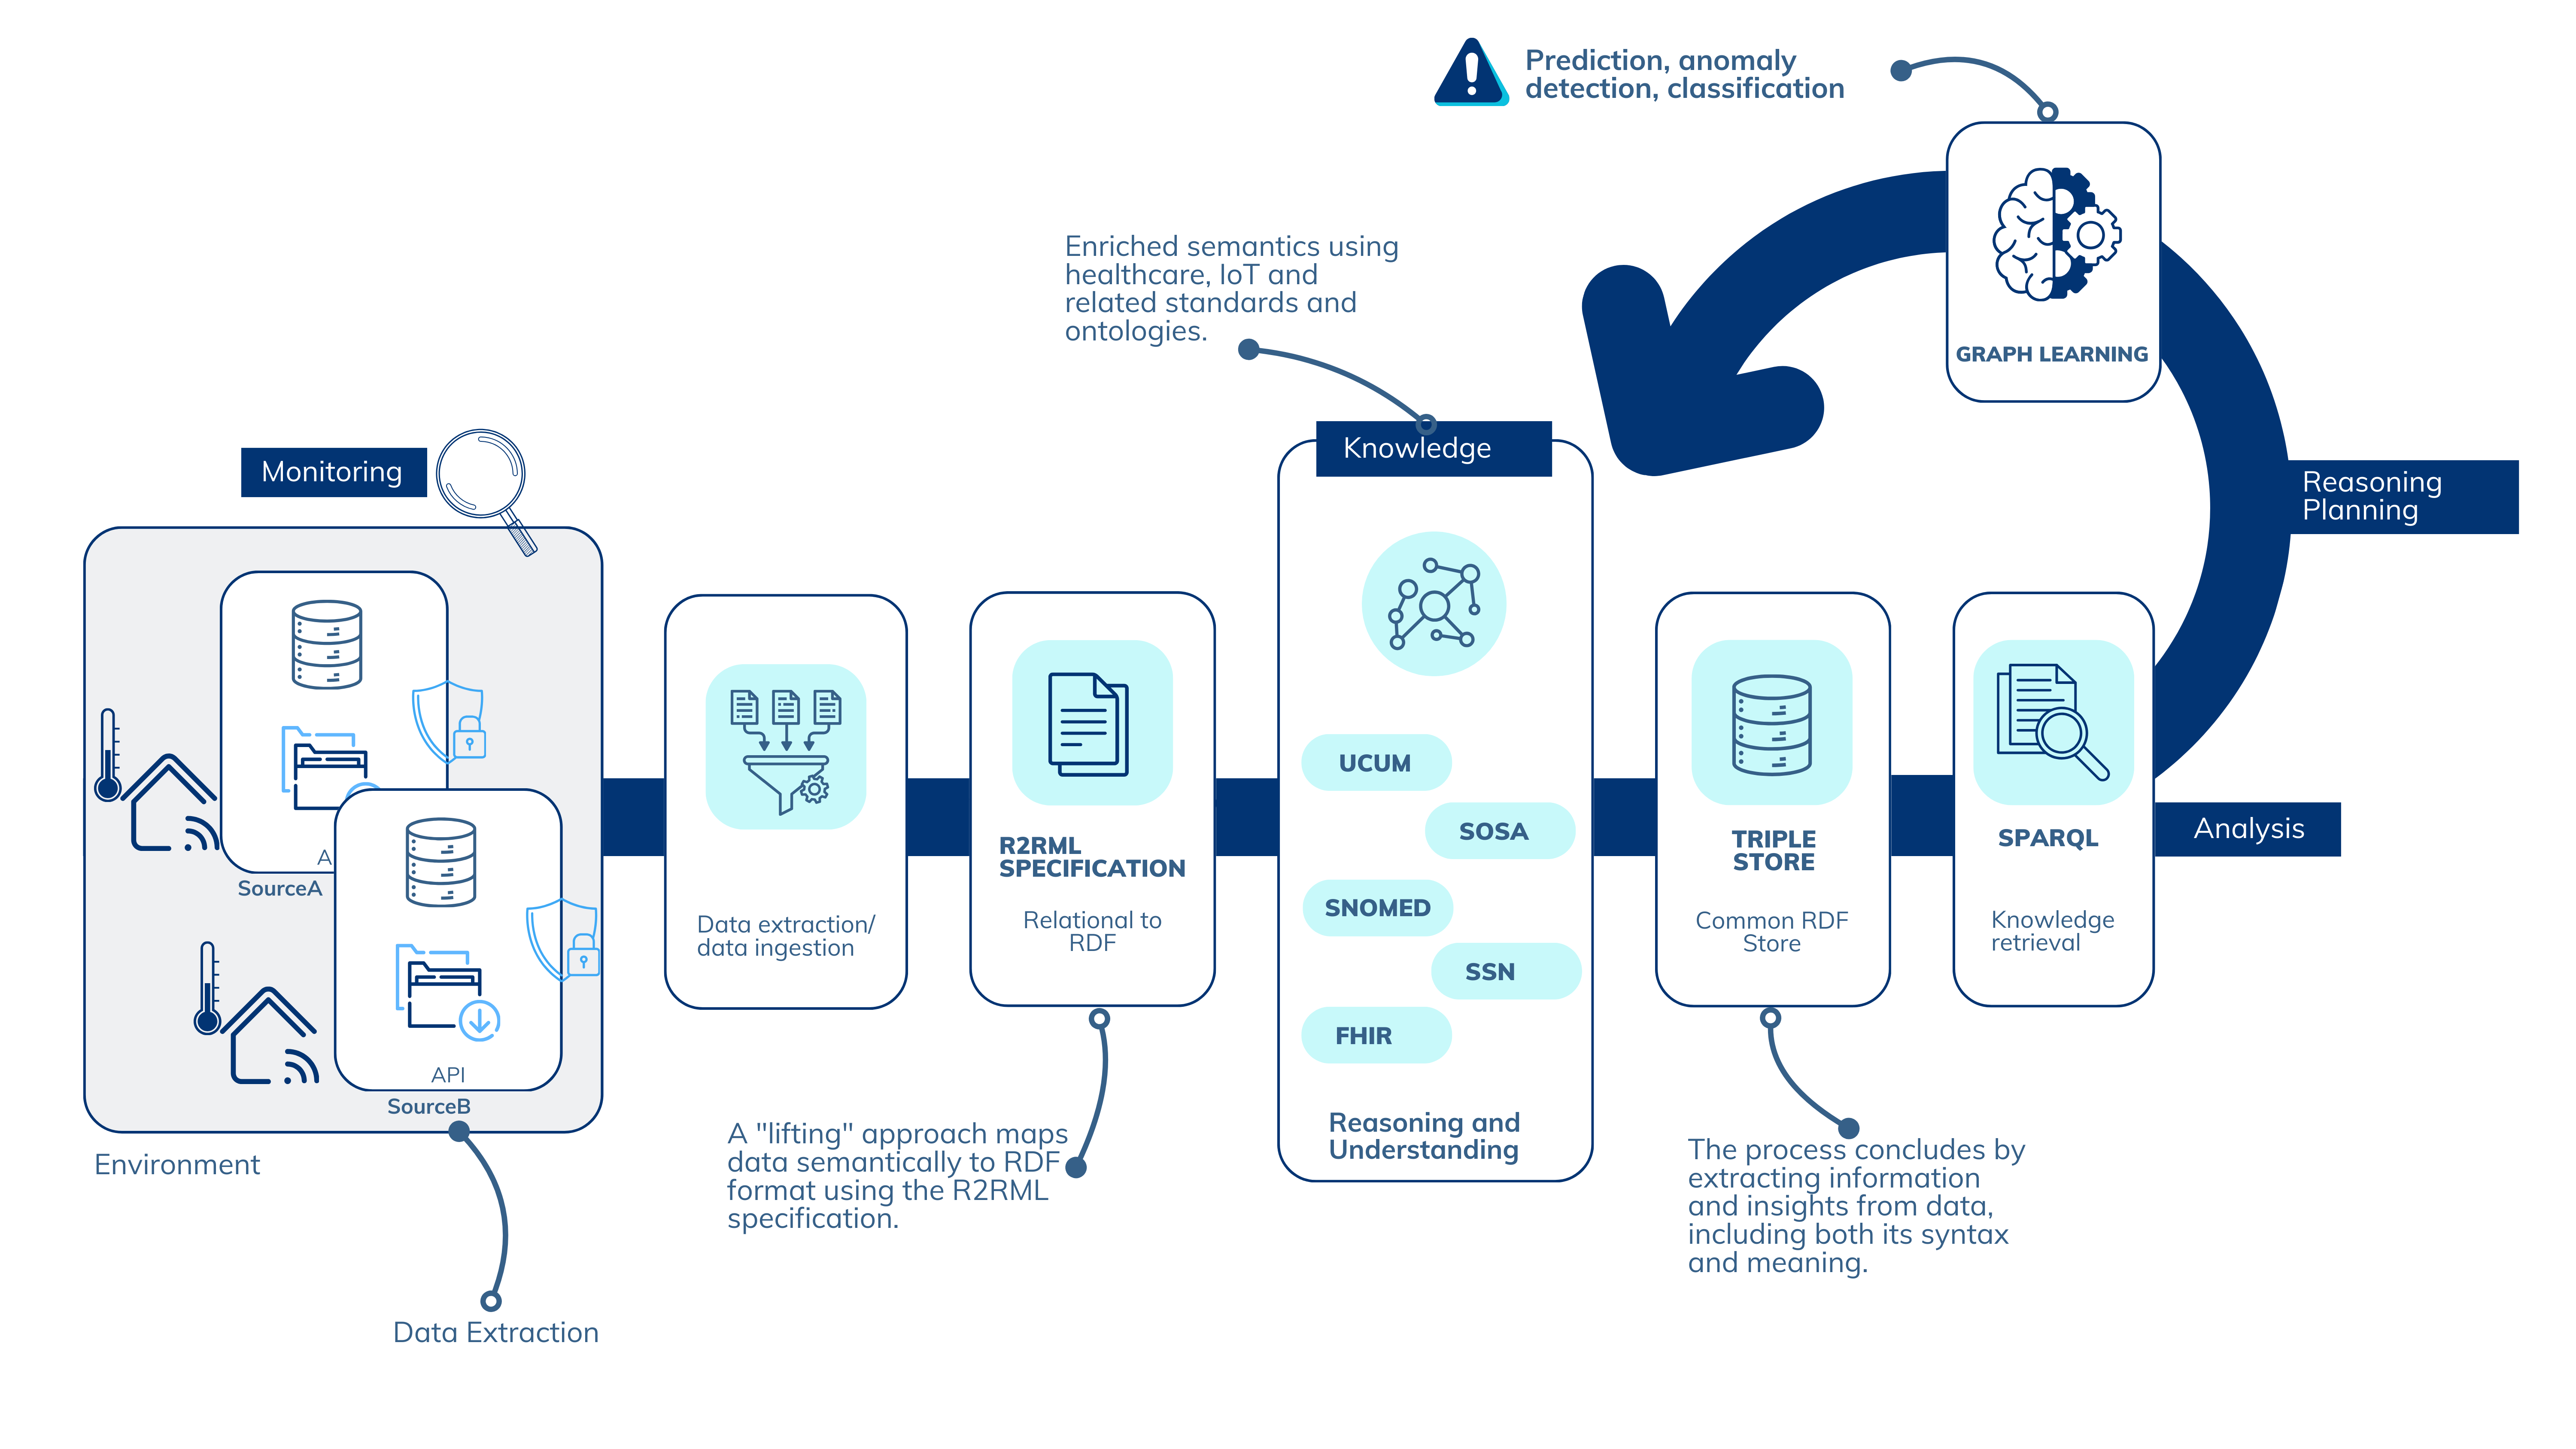 Prediction, anomaly
detection, classification
GRAPH LEARNING
Enriched semantics using
healthcare, IoT and
related standards and
ontologies.
Knowledge
Reasoning
Planning
Monitoring
A
SourceA
API
SourceB
Environment
Data Extraction
Data extraction/
data ingestion
R2RML
SPECIFICATION
Relational to
RDF
A "lifting" approach maps
data semantically to RDF
format using the R2RML
specification.
UCUM
SOSA
SNOMED
SSN
FHIR
Reasoning and
Understanding
TRIPLE
STORE
Common RDF
Store
The process concludes by
extracting information
and insights from data,
including both its syntax
and meaning.
SPARQL
Knowledge
retrieval
Analysis